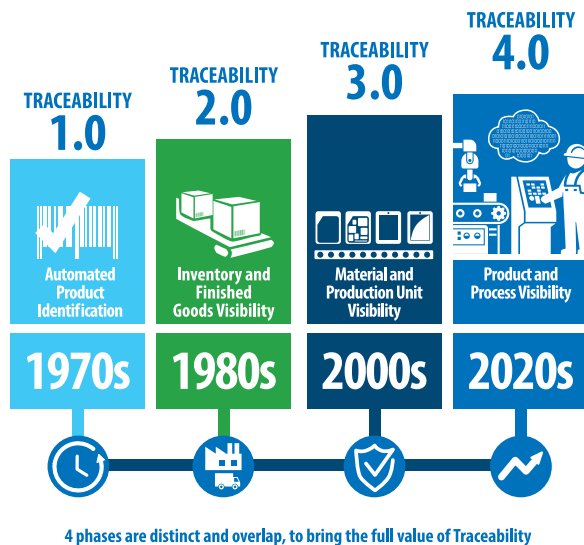 TRACEABILITY
1.0
Automated
Product
Identification
1970s
TRACEABILITY
2.0
Inventory and
Finished
Goods Visibility
1980s
TRACEABILITY
3.0
Material and
Production Unit
Visibility
2000s
TRACEABILITY
4.0
Product and
Process Visibility
2020s
4 phases are distinct and overlap, to bring the full value of Traceability